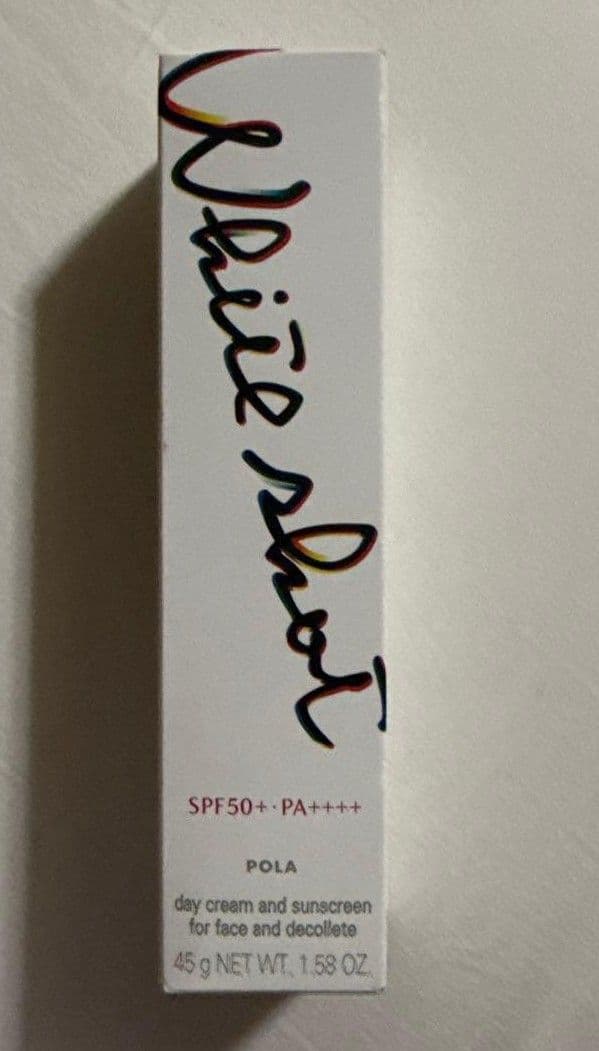 White shot
SPF50+·PA++++
POLA
day cream and sunscreen
for face and decollete
45 g NET WT. 1.58 OZ.